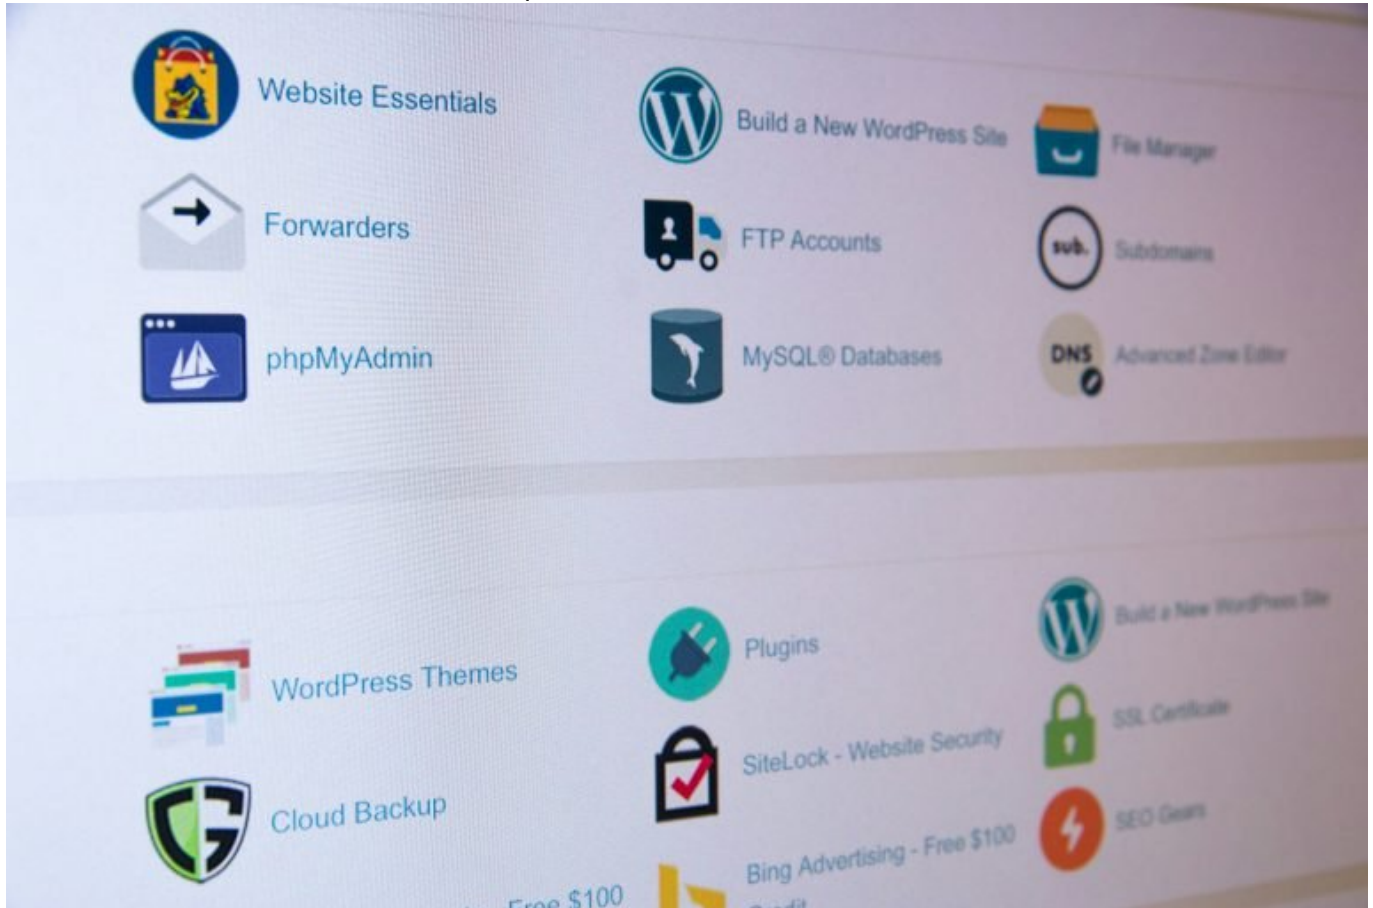 Website Essentials
Build a New WordPress Site
File Manager
Forwarders
FTP Accounts
sub.
Subdomains
phpMyAdmin
MySQL® Databases
DNS
Advanced Zone Editor
WordPress Themes
Plugins
Build a New WordPress Site
SiteLock - Website Security
SSL Certificate
Cloud Backup
Bing Advertising - Free $100
Credit
SEO Gears
Free $100